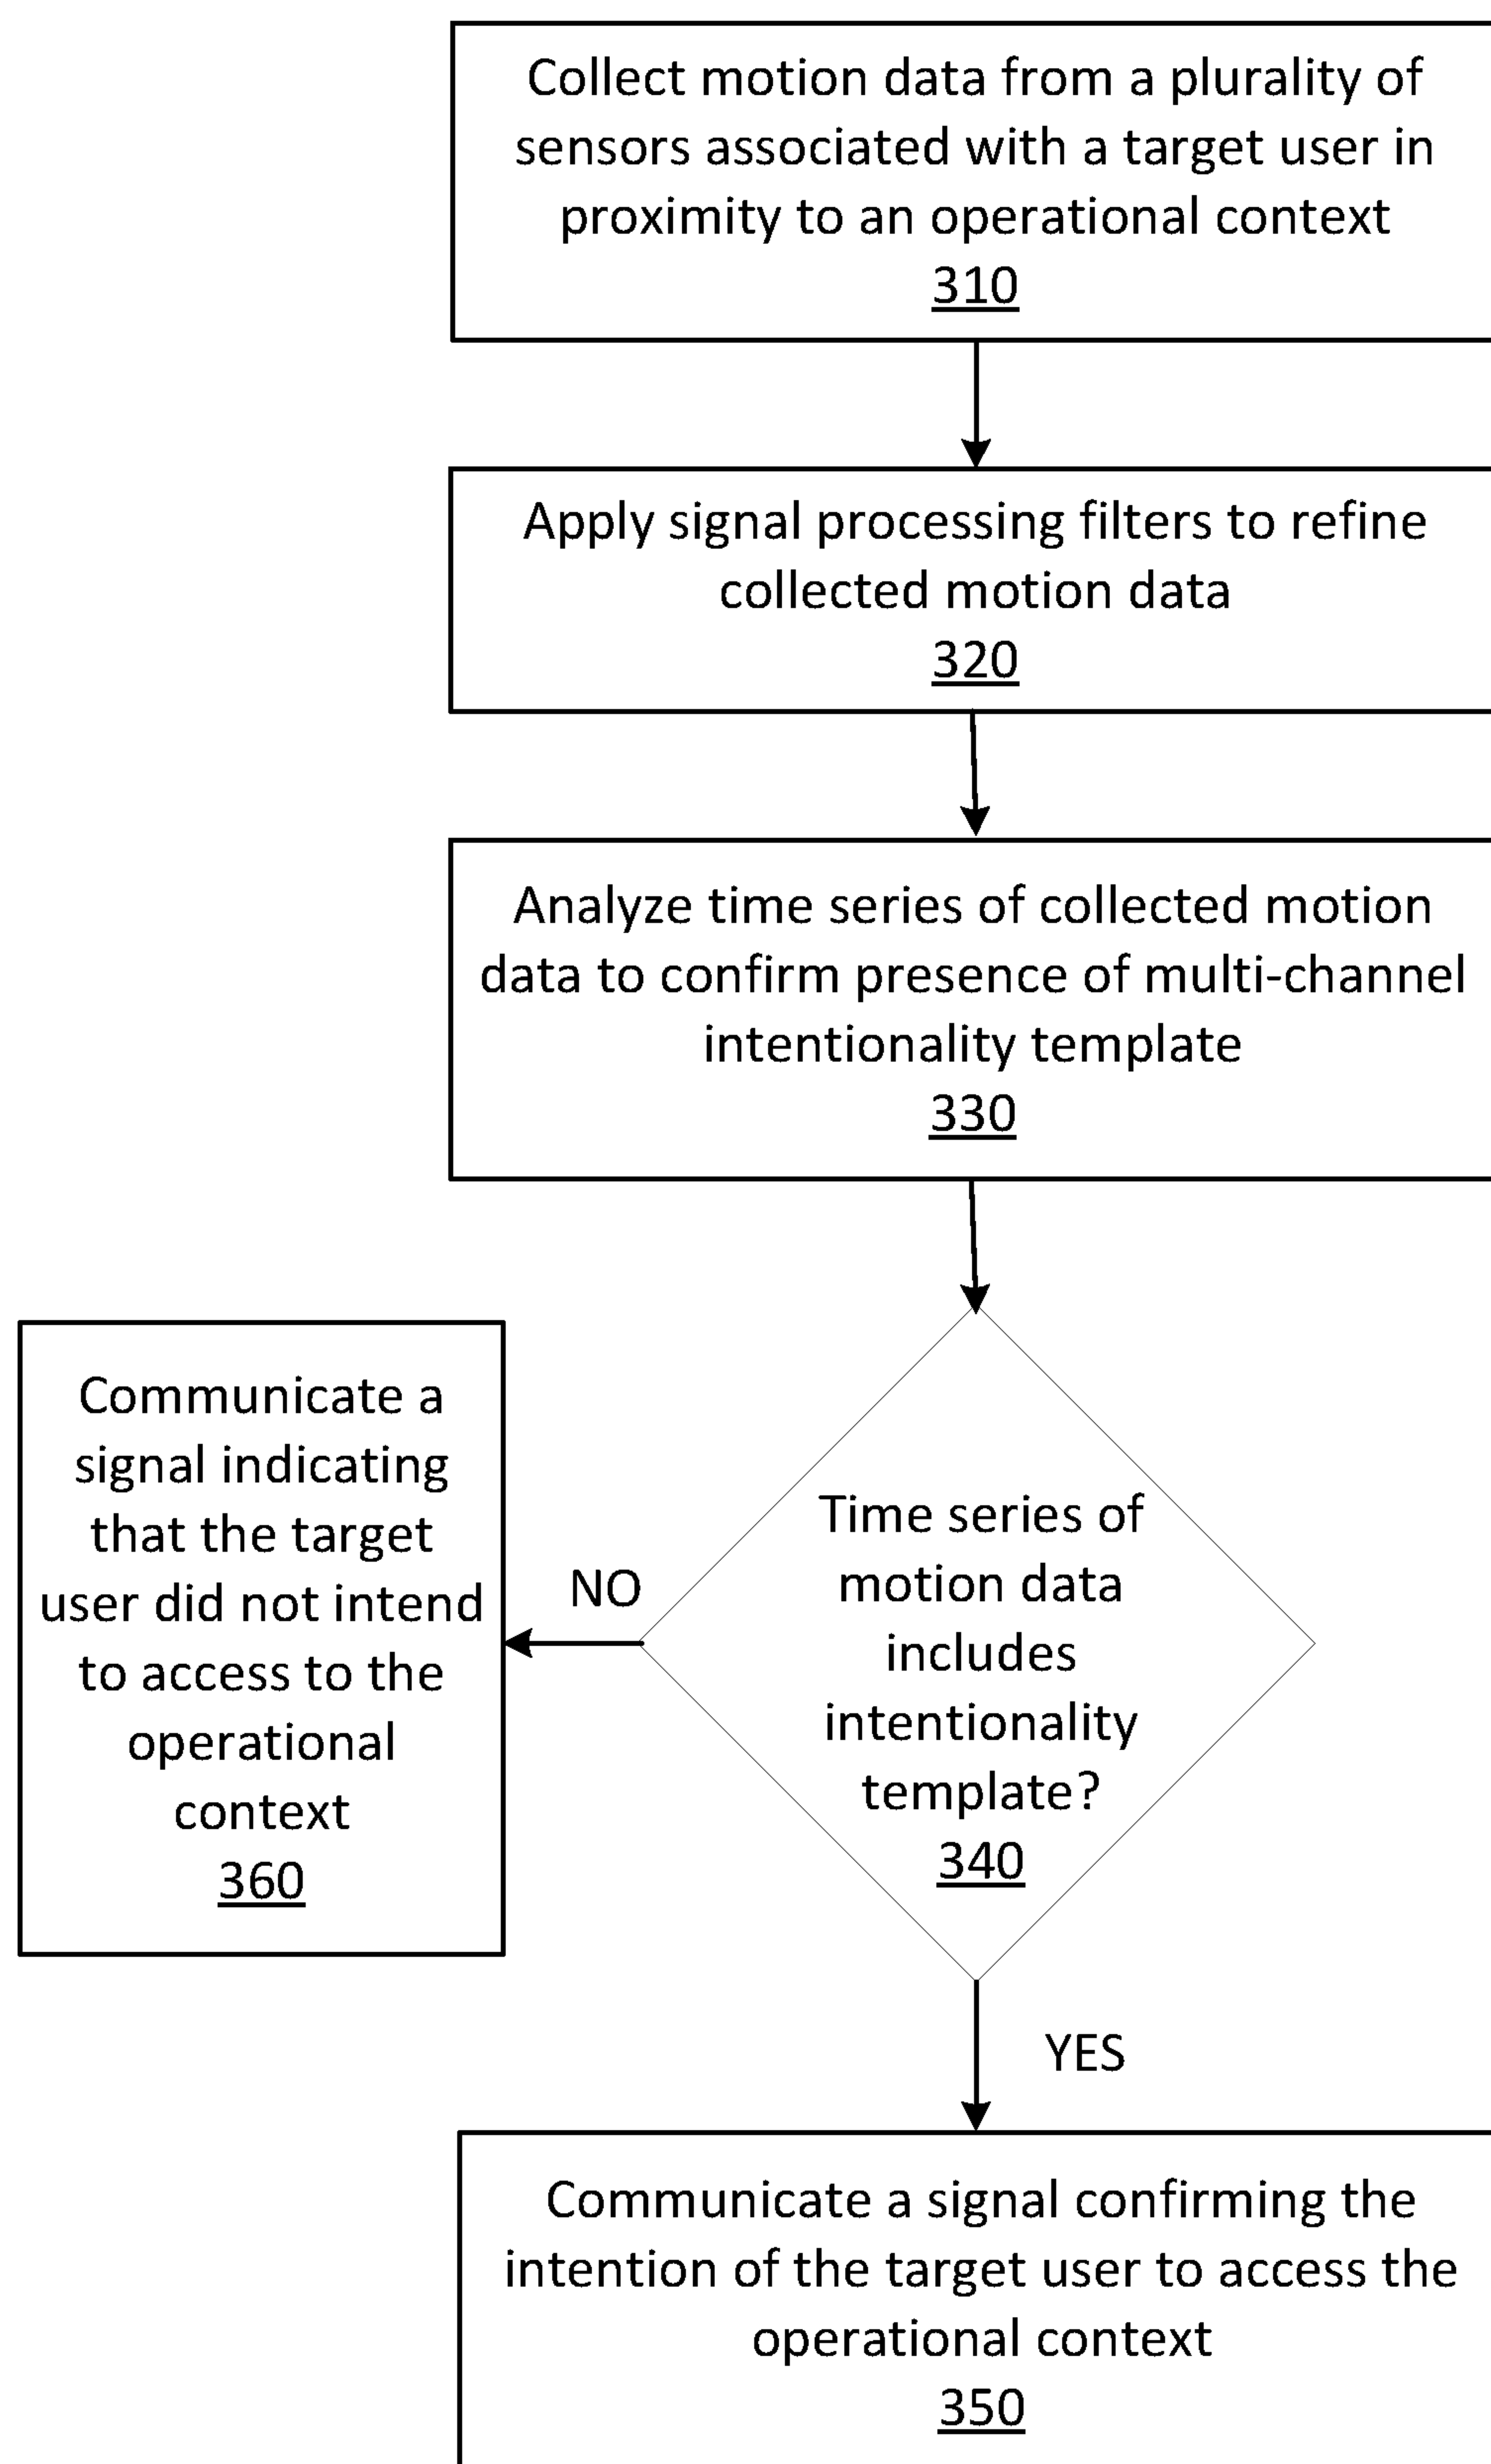 Collect motion data from a plurality of
sensors associated with a target user in
proximity to an operational context
310
Apply signal processing filters to refine
collected motion data
320
Analyze time series of collected motion
data to confirm presence of multi-channel
intentionality template
330
Time series of
motion data
includes
intentionality
template?
340
NO
Communicate a
signal indicating
that the target
user did not intend
to access to the
operational
context
360
YES
Communicate a signal confirming the
intention of the target user to access the
operational context
350